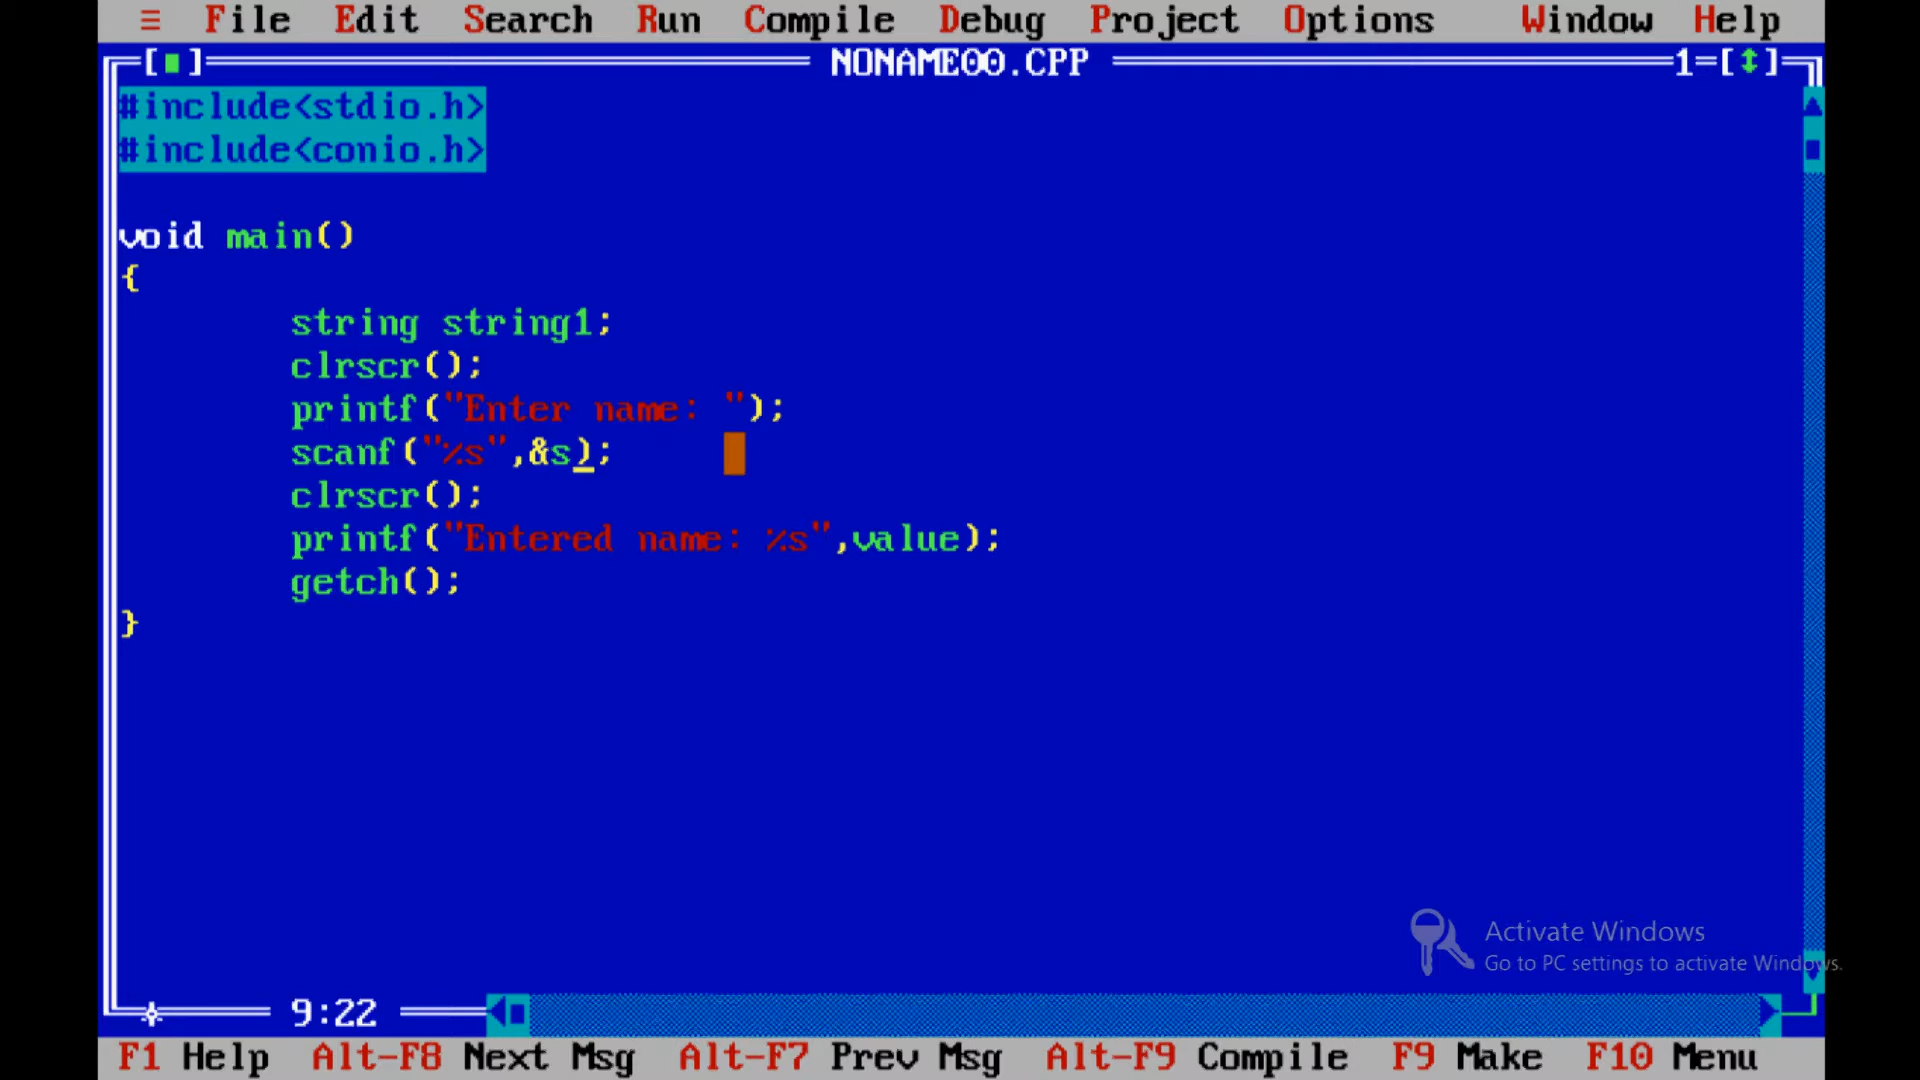 ≡ File Edit Search Run Compile Debug Project Options Window Help
[■] NONAME00.CPP 1=[↕]
#include<stdio.h>
#include<conio.h>
void main()
{
string string1;
clrscr();
printf("Enter name: ");
scanf("%s",&s);
clrscr();
printf("Entered name: %s",value);
getch();
}
Activate Windows
Go to PC settings to activate Windows.
9:22
F1 Help Alt-F8 Next Msg Alt-F7 Prev Msg Alt-F9 Compile F9 Make F10 Menu